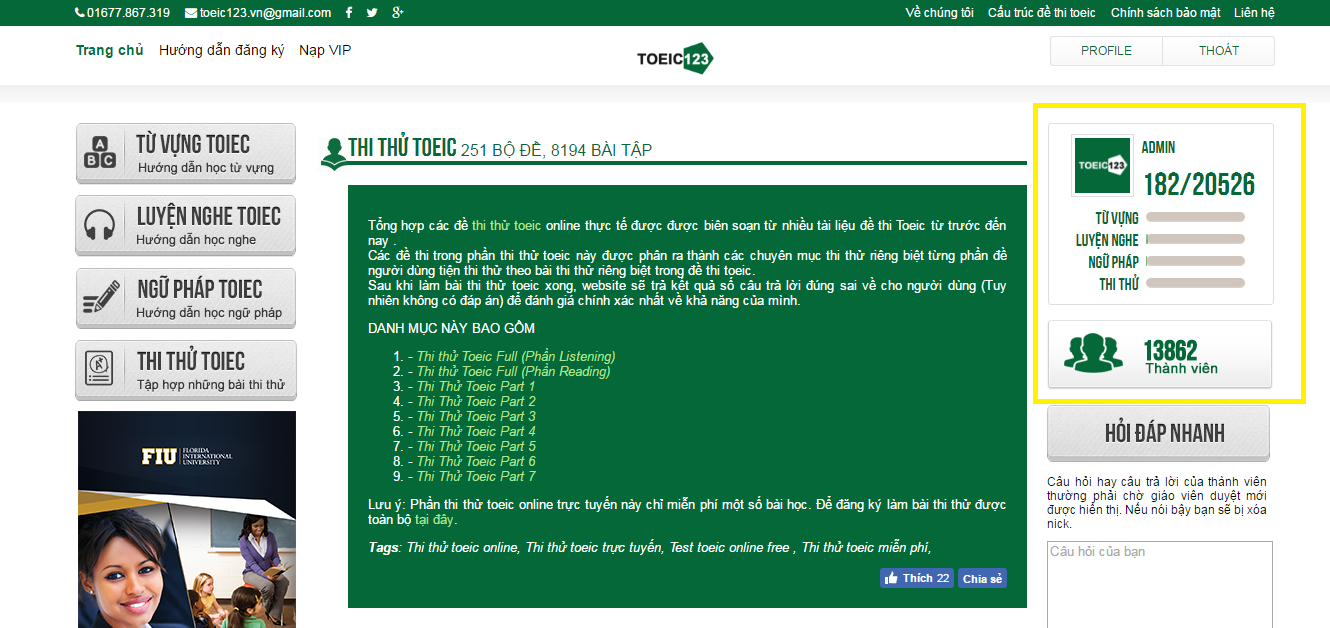 01677.867.319 toeic123.vn@gmail.com
Về chúng tôi Cấu trúc đề thi toeic Chính sách bảo mật Liên hệ
Trang chủ Hướng dẫn đăng ký Nạp VIP
TOEIC123
PROFILE THOÁT
TỪ VỰNG TOIEC
Hướng dẫn học từ vựng
LUYỆN NGHE TOIEC
Hướng dẫn học nghe
NGỮ PHÁP TOIEC
Hướng dẫn học ngữ pháp
THI THỬ TOIEC
Tập hợp những bài thi thử
FIU FLORIDA
INTERNATIONAL
UNIVERSITY
THI THỬ TOEIC 251 BỘ ĐỀ, 8194 BÀI TẬP
Tổng hợp các đề thi thử toeic online thực tế được được biên soạn từ nhiều tài liệu đề thi Toeic từ trước đến
nay .
Các đề thi trong phần thi thử toeic này được phân ra thành các chuyên mục thi thử riêng biệt từng phần để
người dùng tiện thi thử theo bài thi thử riêng biệt trong đề thi toeic.
Sau khi làm bài thi thử toeic xong, website sẽ trả kết quả số câu trả lời đúng sai về cho người dùng (Tuy
nhiên không có đáp án) để đánh giá chính xác nhất về khả năng của mình.
DANH MỤC NÀY BAO GỒM
1. - Thi thử Toeic Full (Phần Listening)
2. - Thi thử Toeic Full (Phần Reading)
3. - Thi Thử Toeic Part 1
4. - Thi Thử Toeic Part 2
5. - Thi Thử Toeic Part 3
6. - Thi Thử Toeic Part 4
7. - Thi Thử Toeic Part 5
8. - Thi Thử Toeic Part 6
9. - Thi Thử Toeic Part 7
Lưu ý: Phần thi thử toeic online trực tuyến này chỉ miễn phí một số bài học. Để đăng ký làm bài thi thử được
toàn bộ tại đây.
Tags: Thi thử toeic online, Thi thử toeic trực tuyến, Test toeic online free , Thi thử toeic miễn phí,
Thích 22 Chia sẻ
TOEIC123
ADMIN
182/20526
TỪ VỰNG
LUYỆN NGHE
NGỮ PHÁP
THI THỬ
13862
Thành viên
HỎI ĐÁP NHANH
Câu hỏi hay câu trả lời của thành viên
thường phải chờ giáo viên duyệt mới
được hiển thị. Nếu nói bậy bạn sẽ bị xóa
nick.
Câu hỏi của bạn